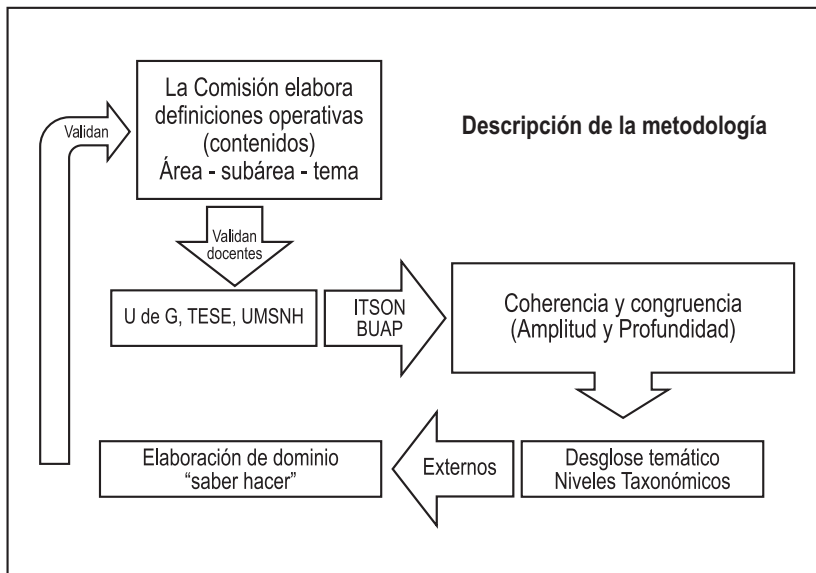 La Comisión elabora
definiciones operativas
(contenidos)
Área - subárea - tema
Descripción de la metodología
Validan
Validan
docentes
U de G, TESE, UMSNH
ITSON
BUAP
Coherencia y congruencia
(Amplitud y Profundidad)
Desglose temático
Niveles Taxonómicos
Externos
Elaboración de dominio
“saber hacer”